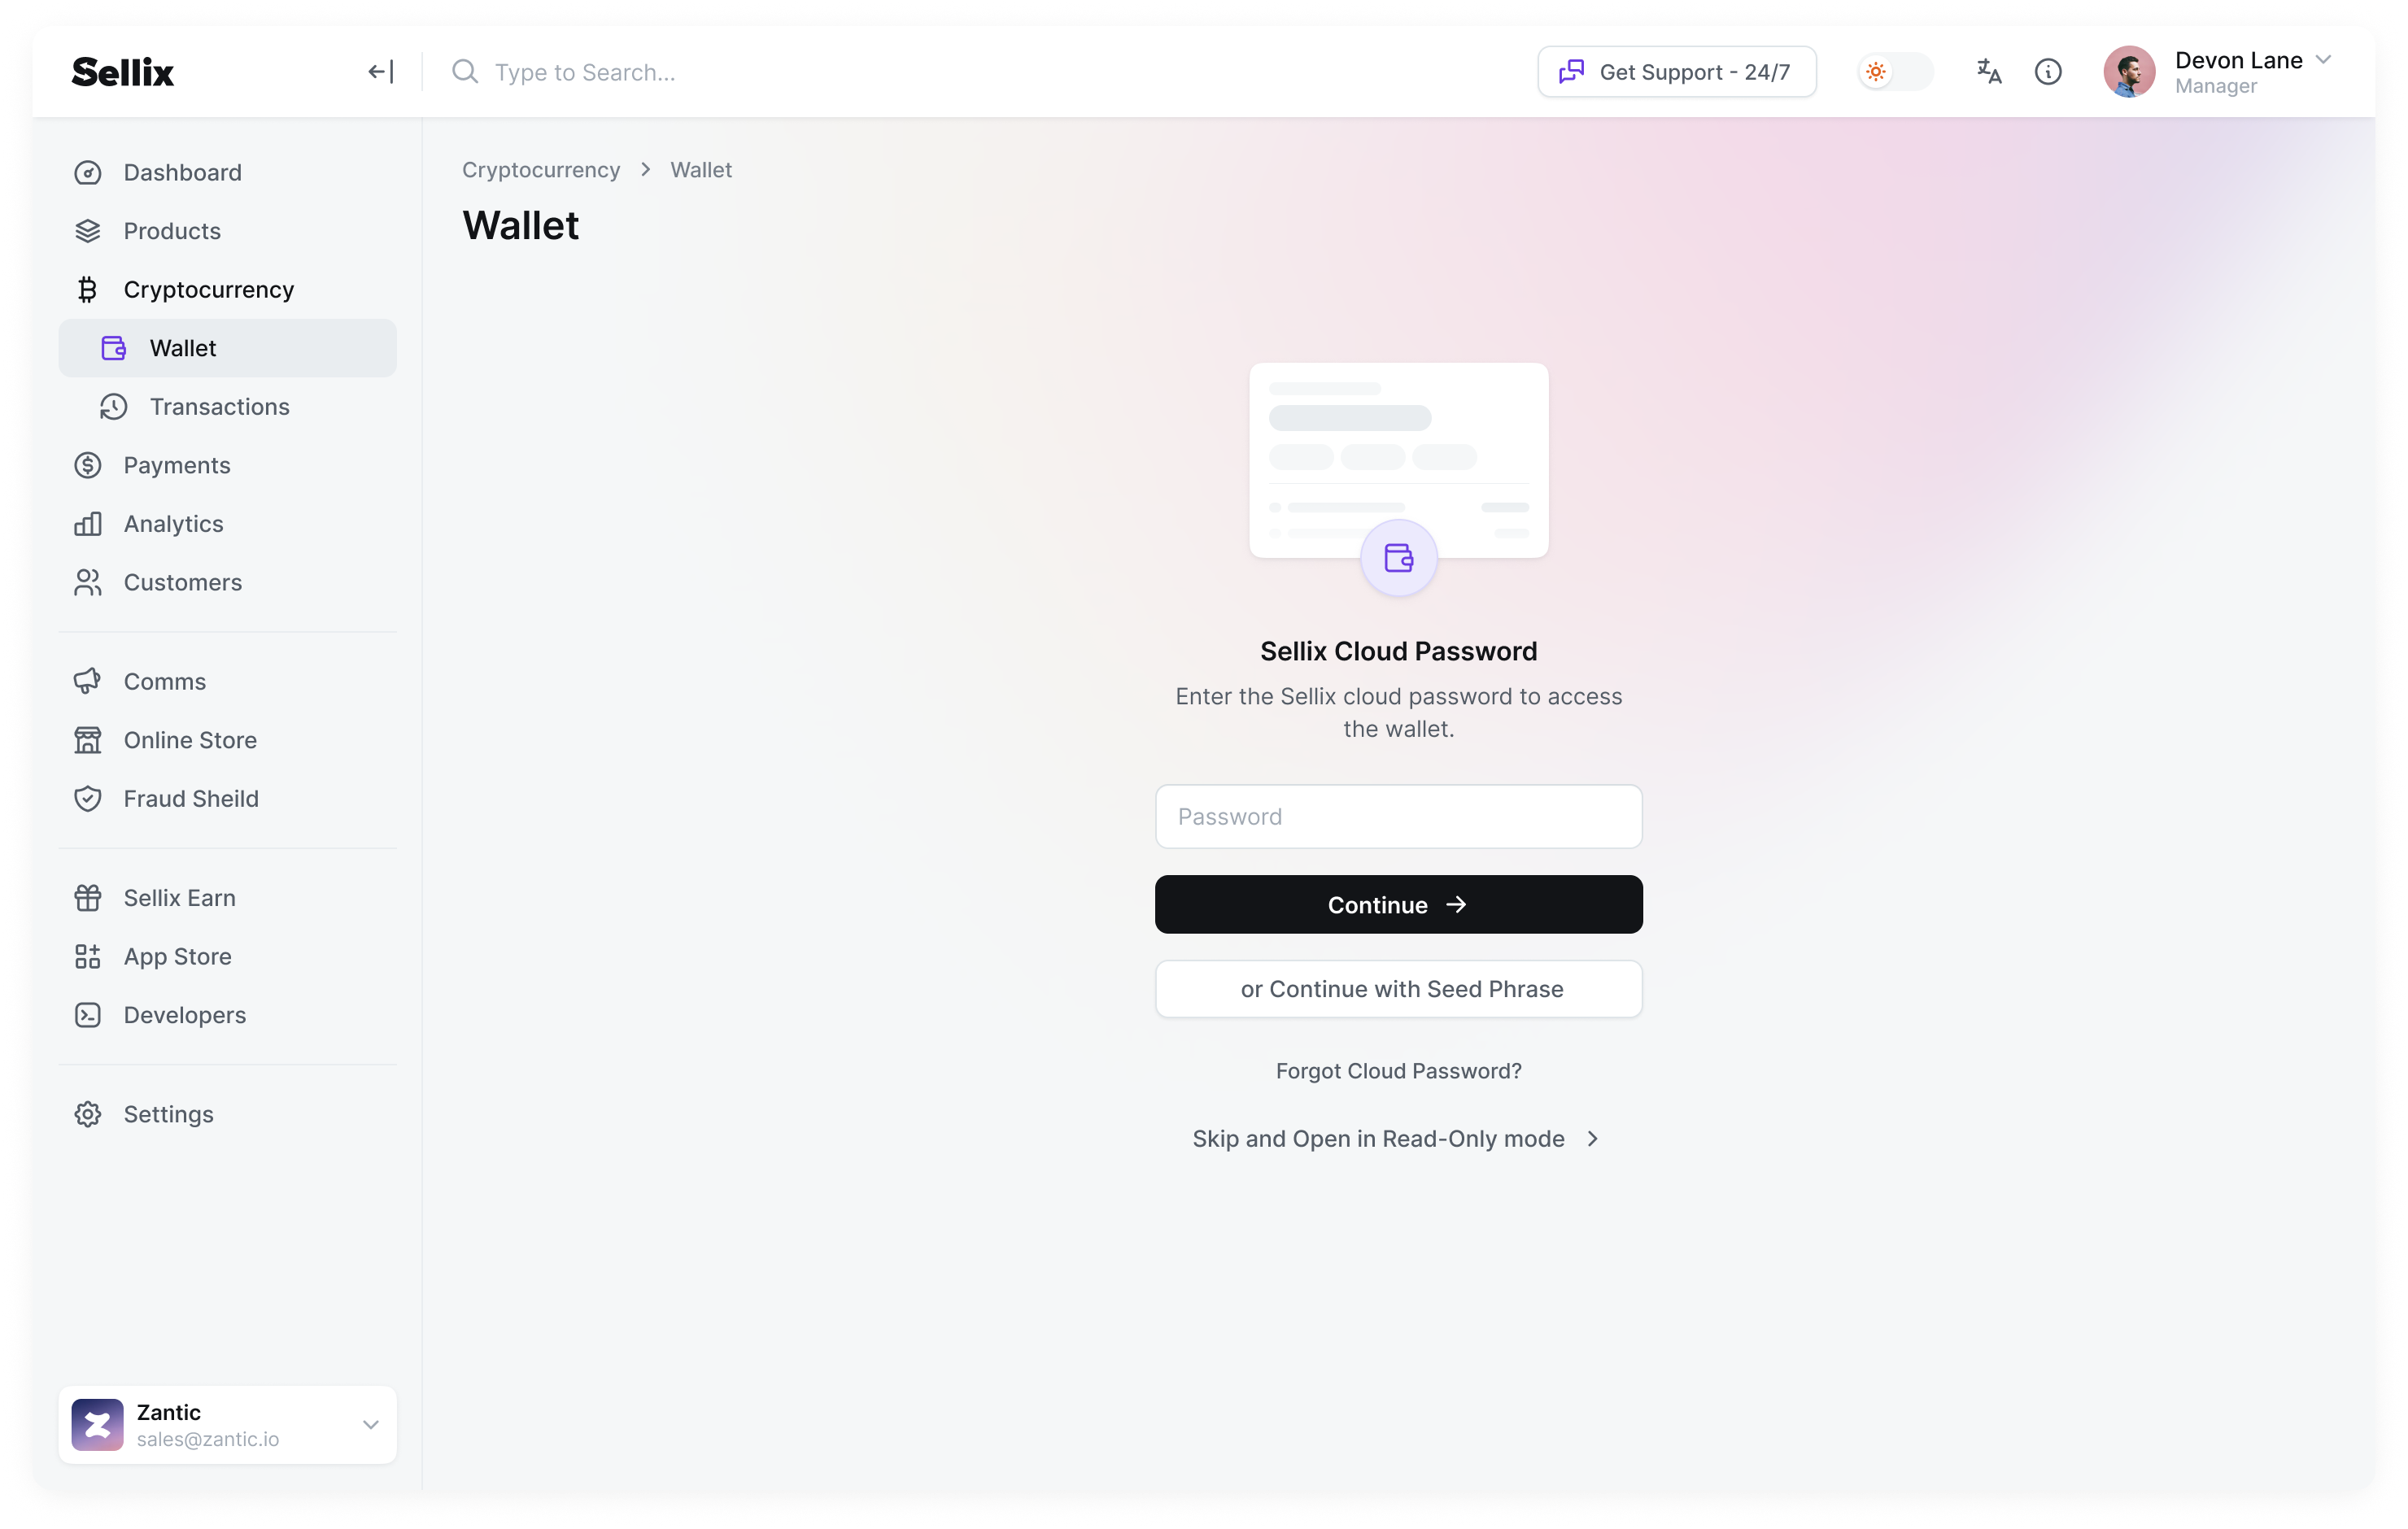 Sellix
Type to Search...
Get Support - 24/7
Devon Lane
Manager
Dashboard
Products
Cryptocurrency
Wallet
Transactions
Payments
Analytics
Customers
Comms
Online Store
Fraud Sheild
Sellix Earn
App Store
Developers
Settings
Zantic
sales@zantic.io
Cryptocurrency > Wallet
Wallet
Sellix Cloud Password
Enter the Sellix cloud password to access
the wallet.
Password
Continue →
or Continue with Seed Phrase
Forgot Cloud Password?
Skip and Open in Read-Only mode >